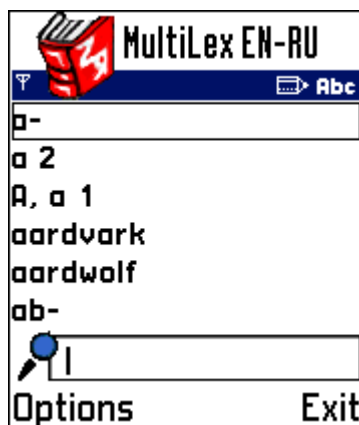 MultiLex EN-RU
Abc
a-
a 2
A, a 1
aardvark
aardwolf
ab-
Options Exit